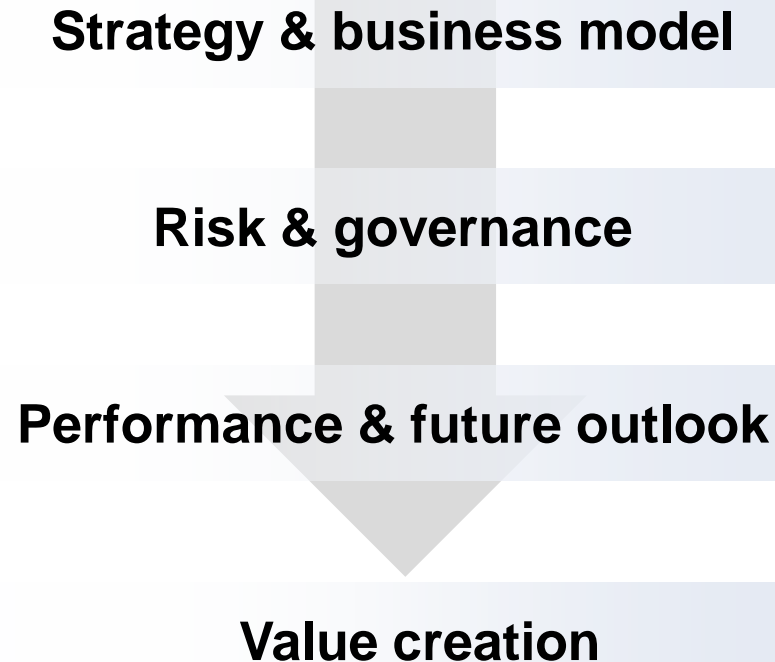 Strategy & business model
Risk & governance
Performance & future outlook
Value creation